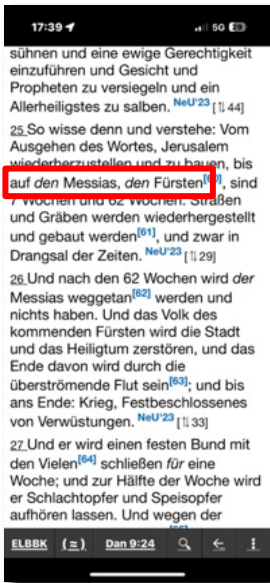 17:39 5G
sühnen und eine ewige Gerechtigkeit
einzuführen und Gesicht und
Propheten zu versiegeln und ein
Allerheiligstes zu salben. NeU'23 [⇅ 44]
25 So wisse denn und verstehe: Vom
Ausgehen des Wortes, Jerusalem
wiederherzustellen und zu bauen, bis
auf den Messias, den Fürsten[60], sind
7 Wochen und 62 Wochen. Straßen
und Gräben werden wiederhergestellt
und gebaut werden[61], und zwar in
Drangsal der Zeiten. NeU'23 [⇅ 29]
26 Und nach den 62 Wochen wird der
Messias weggetan[62] werden und
nichts haben. Und das Volk des
kommenden Fürsten wird die Stadt
und das Heiligtum zerstören, und das
Ende davon wird durch die
überströmende Flut sein[63]; und bis
ans Ende: Krieg, Festbeschlossenes
von Verwüstungen. NeU'23 [⇅ 33]
27 Und er wird einen festen Bund mit
den Vielen[64] schließen für eine
Woche; und zur Hälfte der Woche wird
er Schlachtopfer und Speisopfer
aufhören lassen. Und wegen der
ELBBK (≈) Dan 9:24